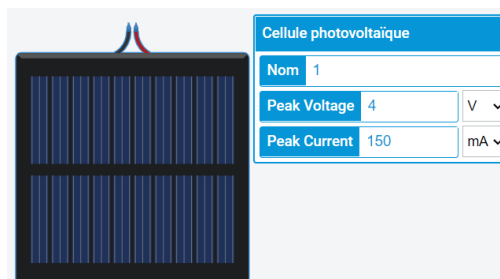 Cellule photovoltaïque
Nom 1
Peak Voltage 4 V
Peak Current 150 mA